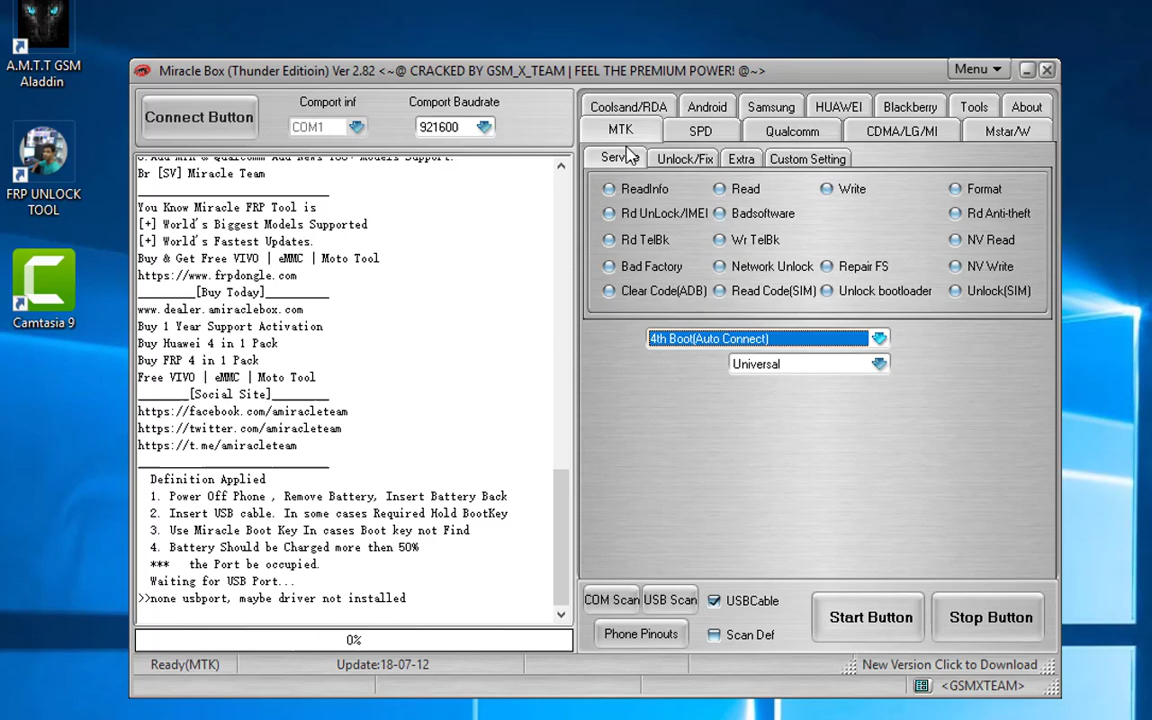 A.M.T.T GSM
Aladdin
FRP UNLOCK
TOOL
Camtasia 9
Miracle Box (Thunder Editioin) Ver 2.82 <~@ CRACKED BY GSM_X_TEAM | FEEL THE PREMIUM POWER! @~>
Menu
Connect Button
Comport inf
Comport Baudrate
COM1
921600
Br [SV] Miracle Team
You Know Miracle FRP Tool is
[+] World's Biggest Models Supported
[+] World's Fastest Updates.
Buy & Get Free VIVO | eMMC | Moto Tool
https://www.frpdongle.com
________[Buy Today]________
www.dealer.amiraclebox.com
Buy 1 Year Support Activation
Buy Huawei 4 in 1 Pack
Buy FRP 4 in 1 Pack
Free VIVO | eMMC | Moto Tool
________[Social Site]________
https://facebook.com/amiracleteam
https://twitter.com/amiracleteam
https://t.me/amiracleteam
Definition Applied
1. Power Off Phone , Remove Battery, Insert Battery Back
2. Insert USB cable. In some cases Required Hold BootKey
3. Use Miracle Boot Key In cases Boot key not Find
4. Battery Should be Charged more then 50%
*** the Port be occupied.
Waiting for USB Port...
>>none usbport, maybe driver not installed
0%
Ready(MTK)
Update:18-07-12
Coolsand/RDA
Android
Samsung
HUAWEI
Blackberry
Tools
About
MTK
SPD
Qualcomm
CDMA/LG/MI
Mstar/W
Unlock/Fix
Extra
Custom Setting
ReadInfo
Read
Write
Format
Rd UnLock/IMEI
Badsoftware
Rd Anti-theft
Rd TelBk
Wr TelBk
NV Read
Bad Factory
Network Unlock
Repair FS
NV Write
Clear Code(ADB)
Read Code(SIM)
Unlock bootloader
Unlock(SIM)
4th Boot(Auto Connect)
Universal
COM Scan
USB Scan
USBCable
Start Button
Stop Button
Phone Pinouts
Scan Def
New Version Click to Download
<GSMXTEAM>